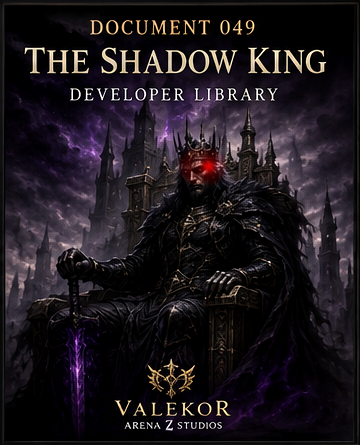 DOCUMENT 049
THE SHADOW KING
DEVELOPER LIBRARY
VALEKOR
ARENA Z STUDIOS